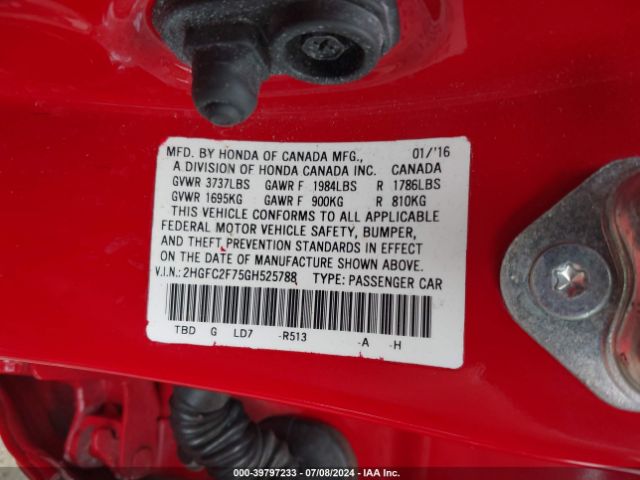 MFD. BY HONDA OF CANADA MFG., 01/'16
A DIVISION OF HONDA CANADA INC. CANADA
GVWR 3737LBS GAWR F 1984LBS R 1786LBS
GVWR 1695KG GAWR F 900KG R 810KG
THIS VEHICLE CONFORMS TO ALL APPLICABLE
FEDERAL MOTOR VEHICLE SAFETY, BUMPER,
AND THEFT PREVENTION STANDARDS IN EFFECT
ON THE DATE OF MANUFACTURE SHOWN ABOVE.
V.I.N.: 2HGFC2F75GH525788 TYPE: PASSENGER CAR
TBD G LD7 -R513 -A -H
000-39797233 - 07/08/2024 - IAA Inc.